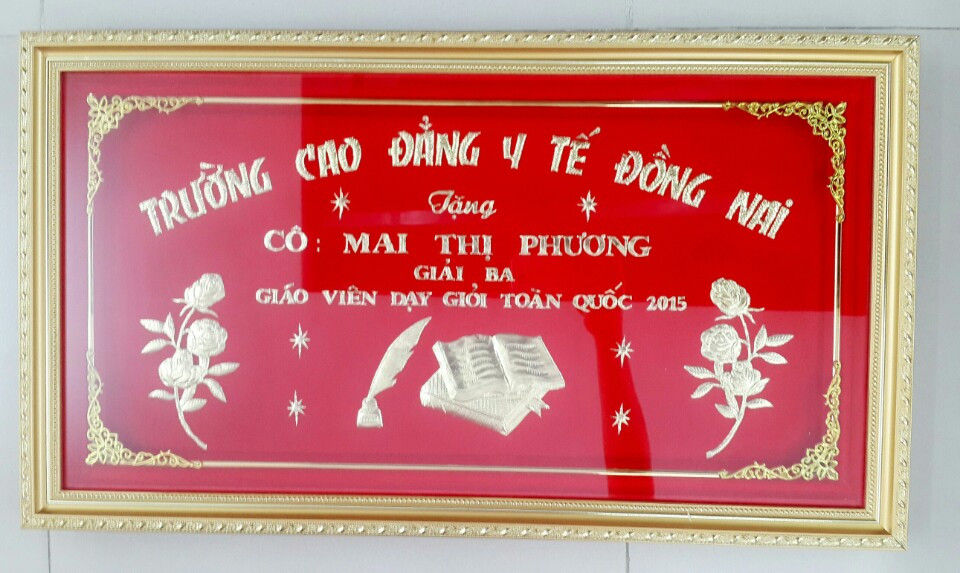 TRƯỜNG CAO ĐẲNG Y TẾ ĐỒNG NAI
Tặng
CÔ: MAI THỊ PHƯƠNG
GIẢI BA
GIÁO VIÊN DẠY GIỎI TOÀN QUỐC 2015